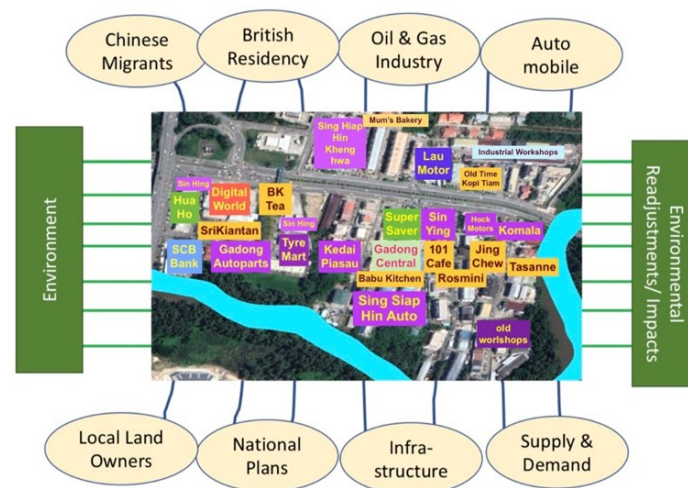 Chinese
Migrants
British
Residency
Oil & Gas
Industry
Auto
mobile
Environment
Mum's Bakery
Sing Hiap
Hin
Kheng
hwa
Lau
Motor
Industrial Workshops
Old Time
Kopi Tiam
Sin Hing
Hua
Ho
Digital
World
BK
Tea
Sin Hing
SriKiantan
SCB
Bank
Gadong
Autoparts
Tyre
Mart
Kedai
Piasau
Super
Saver
Gadong
Central
Sin
Ying
101
Cafe
Hock
Motors
Jing
Chew
Komala
Tasanne
Babu Kitchen
Rosmini
Sing Siap
Hin Auto
old
worlshops
Environmental
Readjustments/ Impacts
Local Land
Owners
National
Plans
Infra-
structure
Supply &
Demand